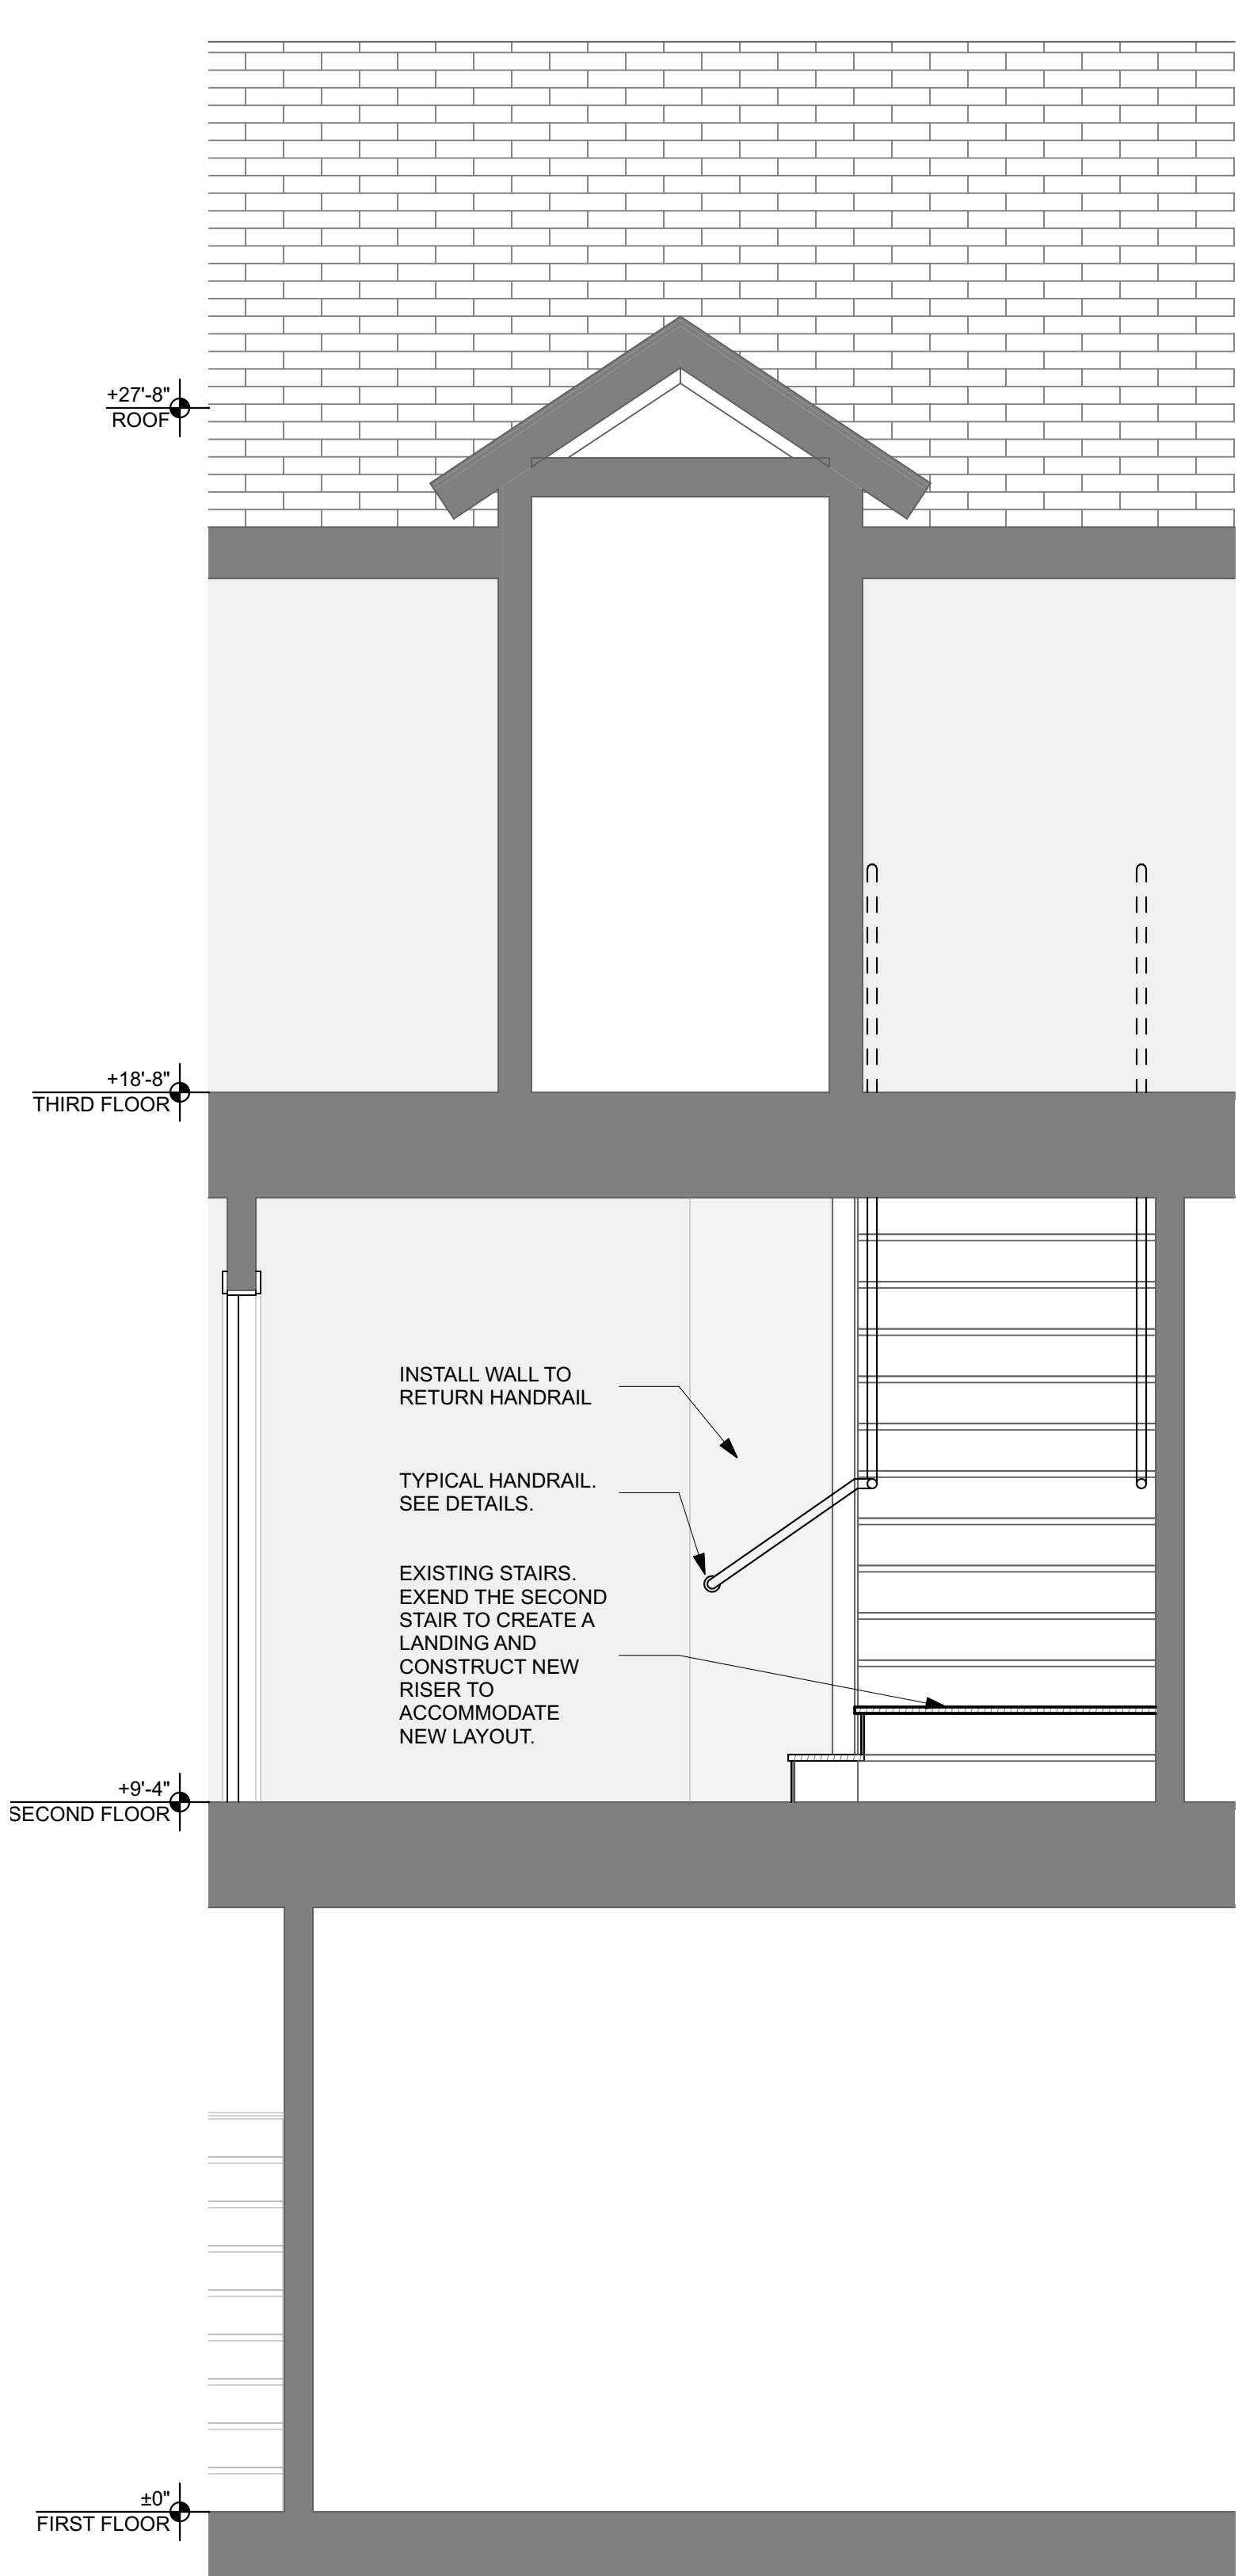 +27'-8"
ROOF
+18'-8"
THIRD FLOOR
INSTALL WALL TO
RETURN HANDRAIL
TYPICAL HANDRAIL.
SEE DETAILS.
EXISTING STAIRS.
EXEND THE SECOND
STAIR TO CREATE A
LANDING AND
CONSTRUCT NEW
RISER TO
ACCOMMODATE
NEW LAYOUT.
+9'-4"
SECOND FLOOR
±0"
FIRST FLOOR